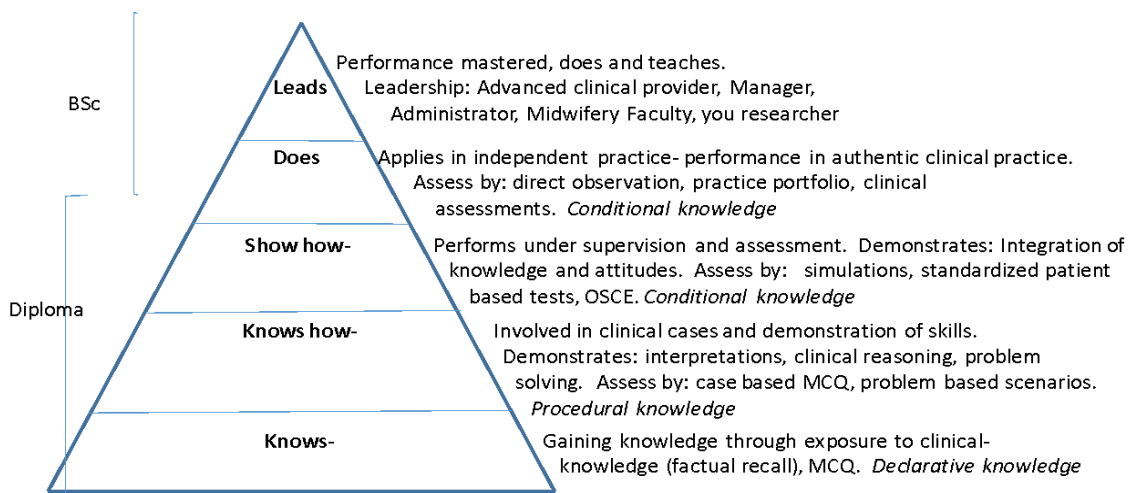 Performance mastered, does and teaches.
Leads
Leadership: Advanced clinical provider, Manager,
BSc
Administrator, Midwifery Faculty, you researcher
Does
Applies in independent practice- performance in authentic clinical practice.
Assess by: direct observation, practice portfolio, clinical
assessments. Conditional knowledge
Show how-
Performs under supervision and assessment. Demonstrates: Integration of
knowledge and attitudes. Assess by: simulations, standardized patient
based tests, OSCE. Conditional knowledge
Diploma
Knows how-
Involved in clinical cases and demonstration of skills.
Demonstrates: interpretations, clinical reasoning, problem
solving. Assess by: case based MCQ, problem based scenarios.
Procedural knowledge
Knows-
Gaining knowledge through exposure to clinical-
knowledge (factual recall), MCQ. Declarative knowledge